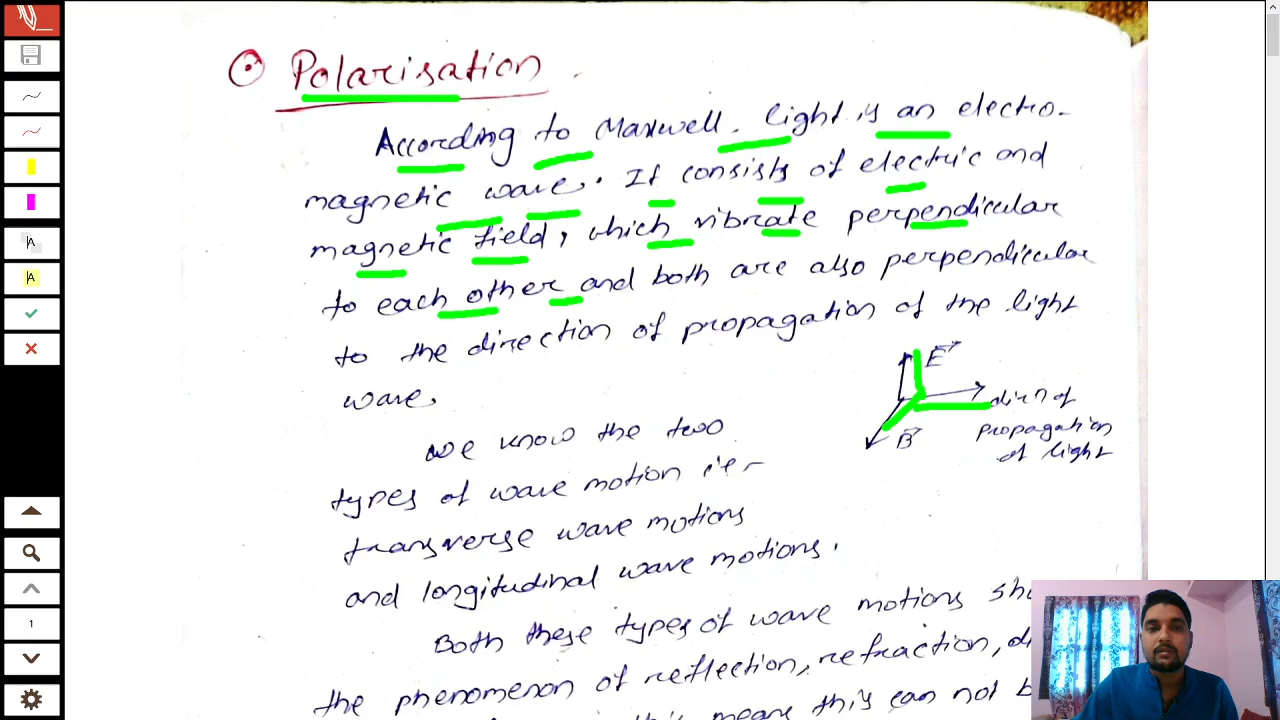 Polarisation
According to Maxwell, light is an electro-
magnetic wave. It consists of electric and
magnetic field, which vibrate perpendicular
to each other and both are also perpendicular
to the direction of propagation of the light
wave.
E
dirn of
propagation
of light
B
We know the two
types of wave motion i.e-
transverse wave motions
and longitudinal wave motions.
Both these types of wave motions sh
the phenomenon of reflection, refraction, di
this means this can not b
A
A
1